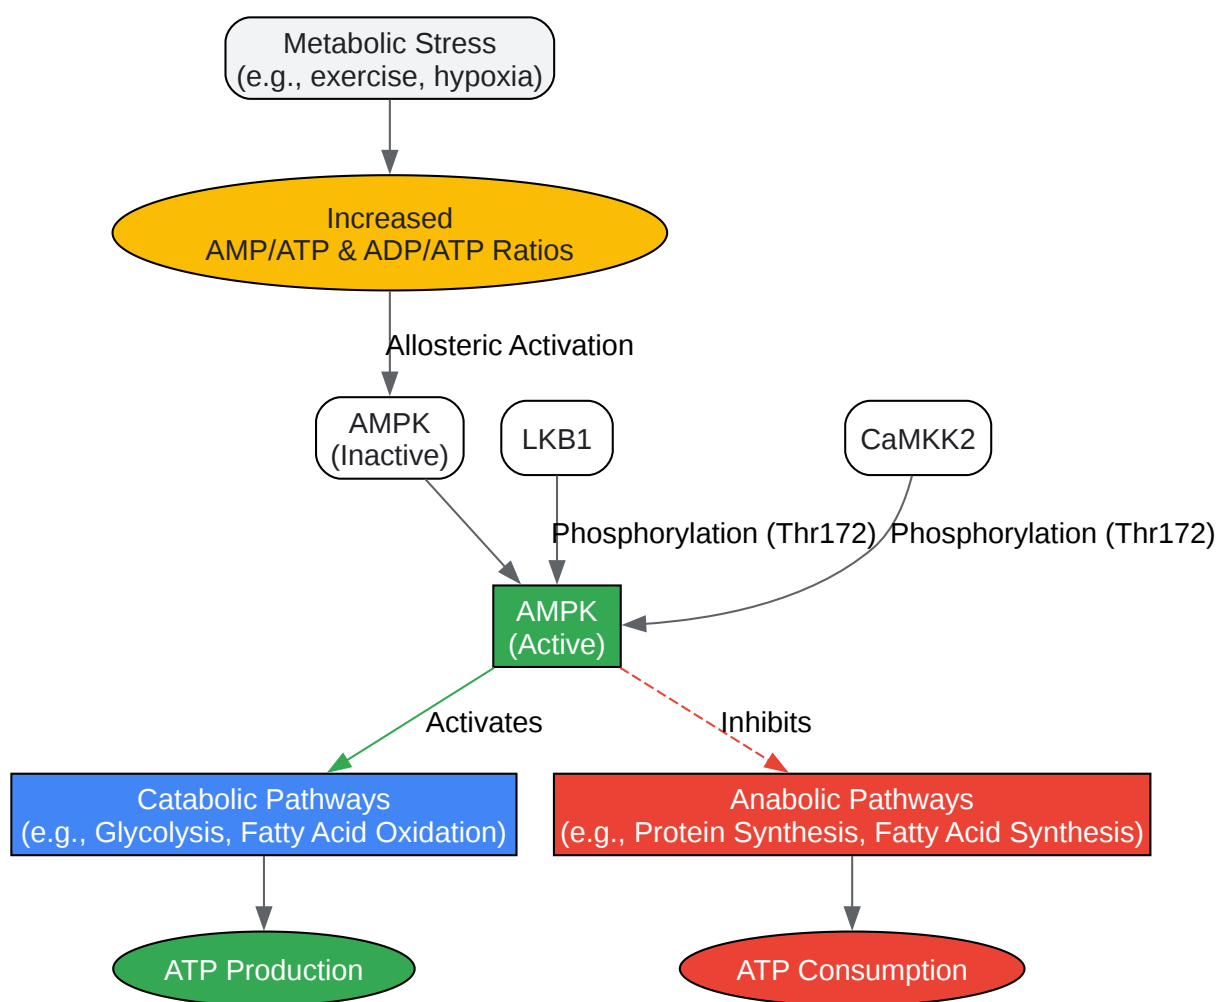 Metabolic Stress
(e.g., exercise, hypoxia)
Increased
AMP/ATP & ADP/ATP Ratios
Allosteric Activation
AMPK
(Inactive)
LKB1
CaMKK2
Phosphorylation (Thr172)
Phosphorylation (Thr172)
AMPK
(Active)
Activates
Inhibits
Catabolic Pathways
(e.g., Glycolysis, Fatty Acid Oxidation)
Anabolic Pathways
(e.g., Protein Synthesis, Fatty Acid Synthesis)
ATP Production
ATP Consumption